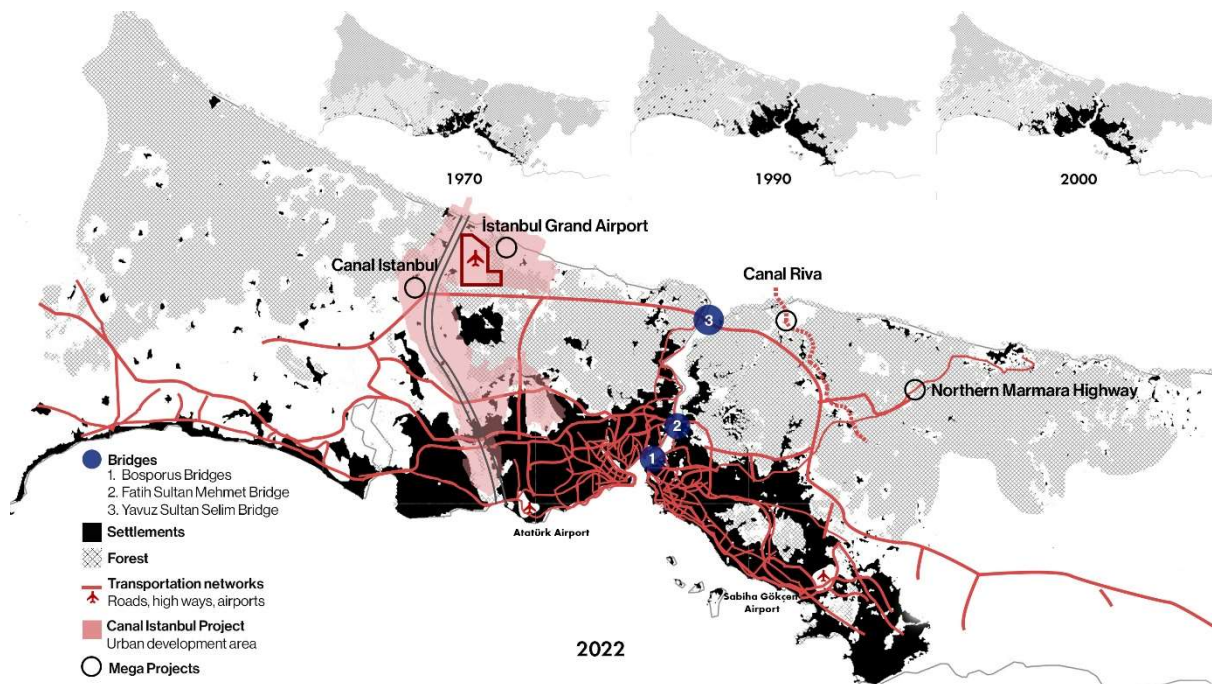 1970
1990
2000
İstanbul Grand Airport
Canal Istanbul
Canal Riva
3
Northern Marmara Highway
2
1
Atatürk Airport
Sabiha Gökçen
Airport
2022
Bridges
1. Bosporus Bridges
2. Fatih Sultan Mehmet Bridge
3. Yavuz Sultan Selim Bridge
Settlements
Forest
Transportation networks
Roads, high ways, airports
Canal Istanbul Project
Urban development area
Mega Projects